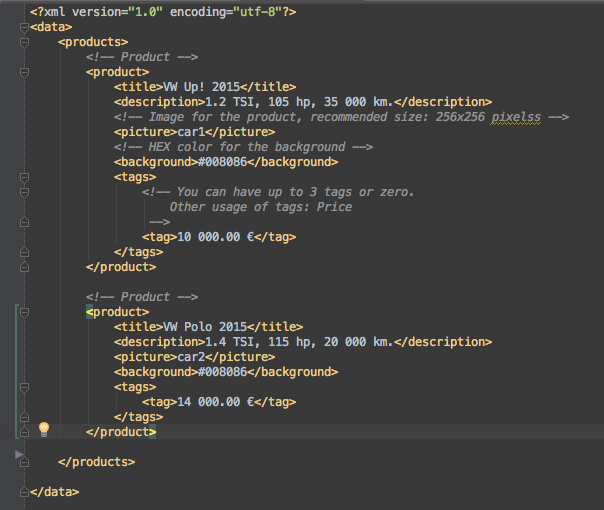 <?xml version="1.0" encoding="utf-8"?>
<data>
<products>
<!-- Product -->
<product>
<title>VW Up! 2015</title>
<description>1.2 TSI, 105 hp, 35 000 km.</description>
<!-- Image for the product, recommended size: 256x256 pixelss -->
<picture>car1</picture>
<!-- HEX color for the background -->
<background>#008086</background>
<tags>
<!-- You can have up to 3 tags or zero.
Other usage of tags: Price
-->
<tag>10 000.00 €</tag>
</tags>
</product>
<!-- Product -->
<product>
<title>VW Polo 2015</title>
<description>1.4 TSI, 115 hp, 20 000 km.</description>
<picture>car2</picture>
<background>#008086</background>
<tags>
<tag>14 000.00 €</tag>
</tags>
</product>
</products>
</data>